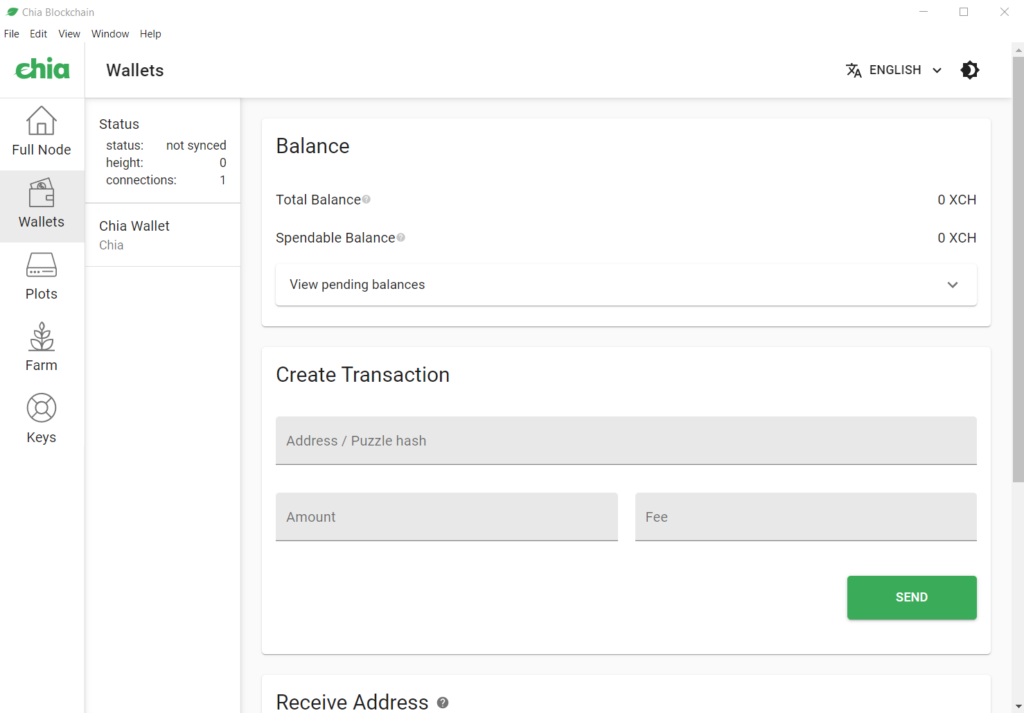 Chia Blockchain
File Edit View Window Help
chia
Wallets
ENGLISH
Full Node
Wallets
Plots
Farm
Keys
Status
status: not synced
height: 0
connections: 1
Chia Wallet
Chia
Balance
Total Balance ? 0 XCH
Spendable Balance ? 0 XCH
View pending balances
Create Transaction
Address / Puzzle hash
Amount Fee
SEND
Receive Address ?